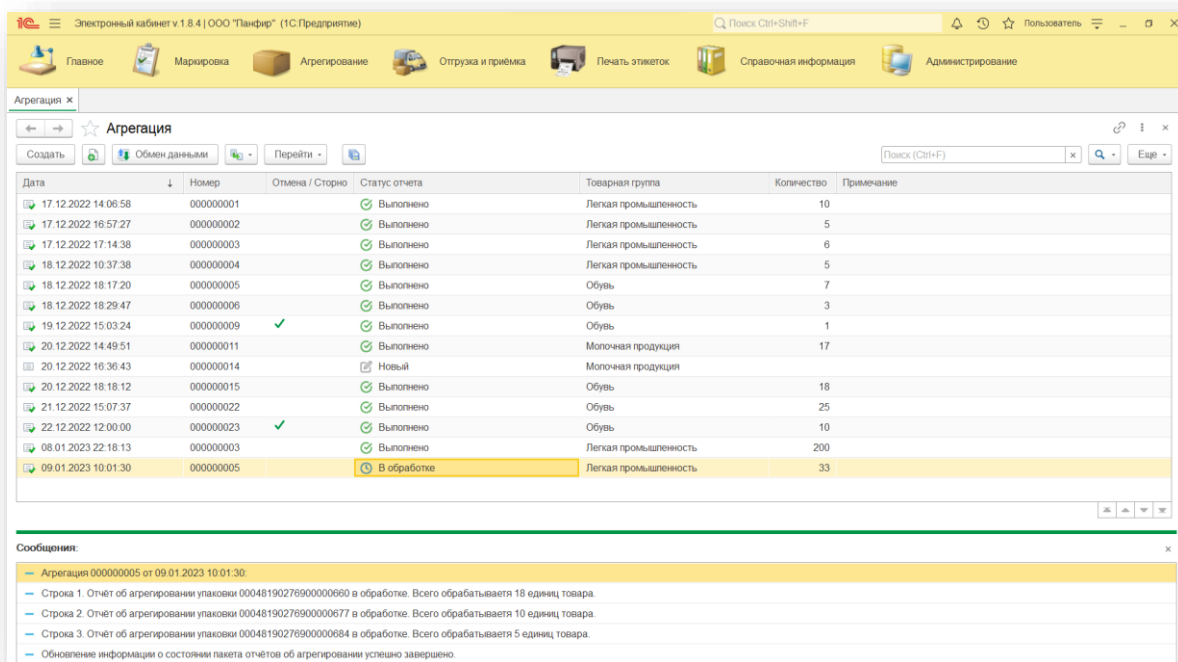 1С Электронный кабинет v.1.8.4 | ООО "Панфир" (1С:Предприятие) Поиск Ctrl+Shift+F Пользователь
Главное Маркировка Агрегирование Отгрузка и приёмка Печать этикеток Справочная информация Администрирование
Агрегация ×
Агрегация
Создать Обмен данными Перейти Поиск (Ctrl+F) × Еще
Дата ↓ Номер Отмена / Сторно Статус отчета Товарная группа Количество Примечание
17.12.2022 14:06:58 000000001 Выполнено Легкая промышленность 10
17.12.2022 16:57:27 000000002 Выполнено Легкая промышленность 5
17.12.2022 17:14:38 000000003 Выполнено Легкая промышленность 6
18.12.2022 10:37:38 000000004 Выполнено Легкая промышленность 5
18.12.2022 18:17:20 000000005 Выполнено Обувь 7
18.12.2022 18:29:47 000000006 Выполнено Обувь 3
19.12.2022 15:03:24 000000009 ✓ Выполнено Обувь 1
20.12.2022 14:49:51 000000011 Выполнено Молочная продукция 17
20.12.2022 16:36:43 000000014 Новый Молочная продукция
20.12.2022 18:18:12 000000015 Выполнено Обувь 18
21.12.2022 15:07:37 000000022 Выполнено Обувь 25
22.12.2022 12:00:00 000000023 ✓ Выполнено Обувь 10
08.01.2023 22:18:13 000000003 Выполнено Легкая промышленность 200
09.01.2023 10:01:30 000000005 В обработке Легкая промышленность 33
Сообщения:
— Агрегация 000000005 от 09.01.2023 10:01:30:
— Строка 1. Отчёт об агрегировании упаковки 00048190276900000660 в обработке. Всего обрабатываетя 18 единиц товара.
— Строка 2. Отчёт об агрегировании упаковки 00048190276900000677 в обработке. Всего обрабатываетя 10 единиц товара.
— Строка 3. Отчёт об агрегировании упаковки 00048190276900000684 в обработке. Всего обрабатываетя 5 единиц товара.
— Обновление информации о состоянии пакета отчётов об агрегировании успешно завершено.